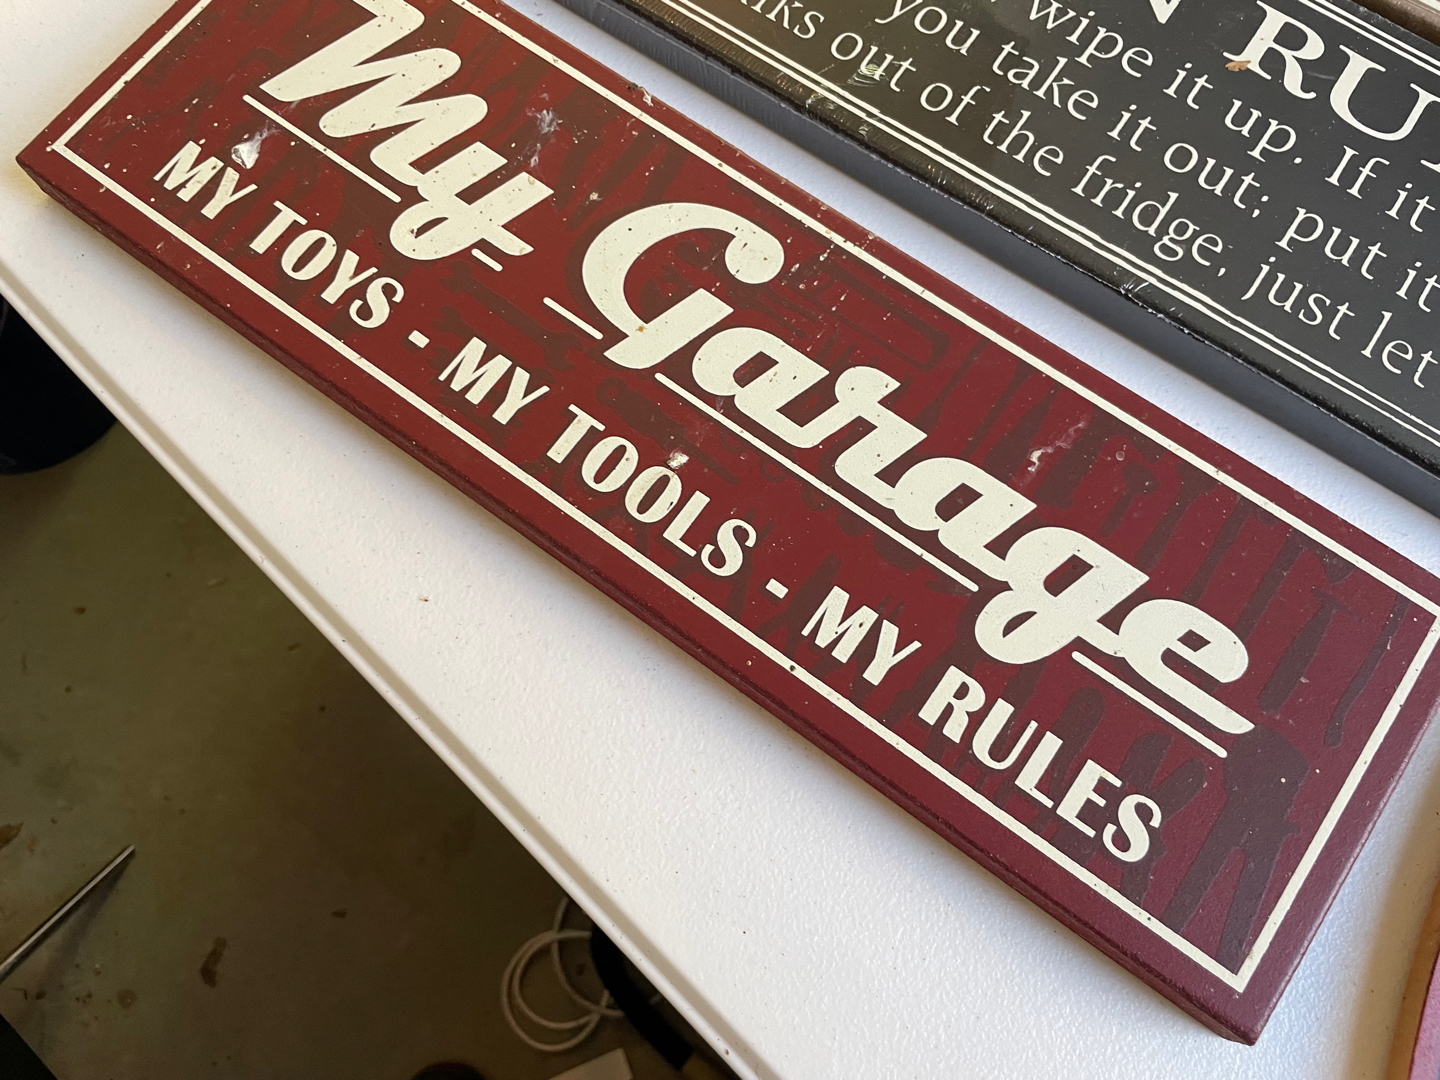 My Garage
MY TOYS - MY TOOLS - MY RULES
wipe it up. If it
you take it out; put it
out of the fridge, just let